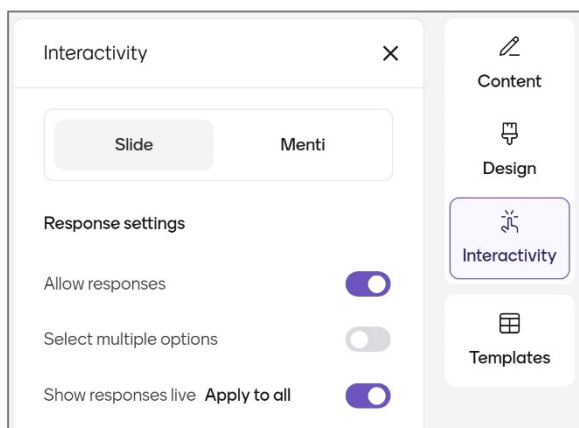 Interactivity
Slide Menti
Response settings
Allow responses
Select multiple options
Show responses live Apply to all
Content
Design
Interactivity
Templates